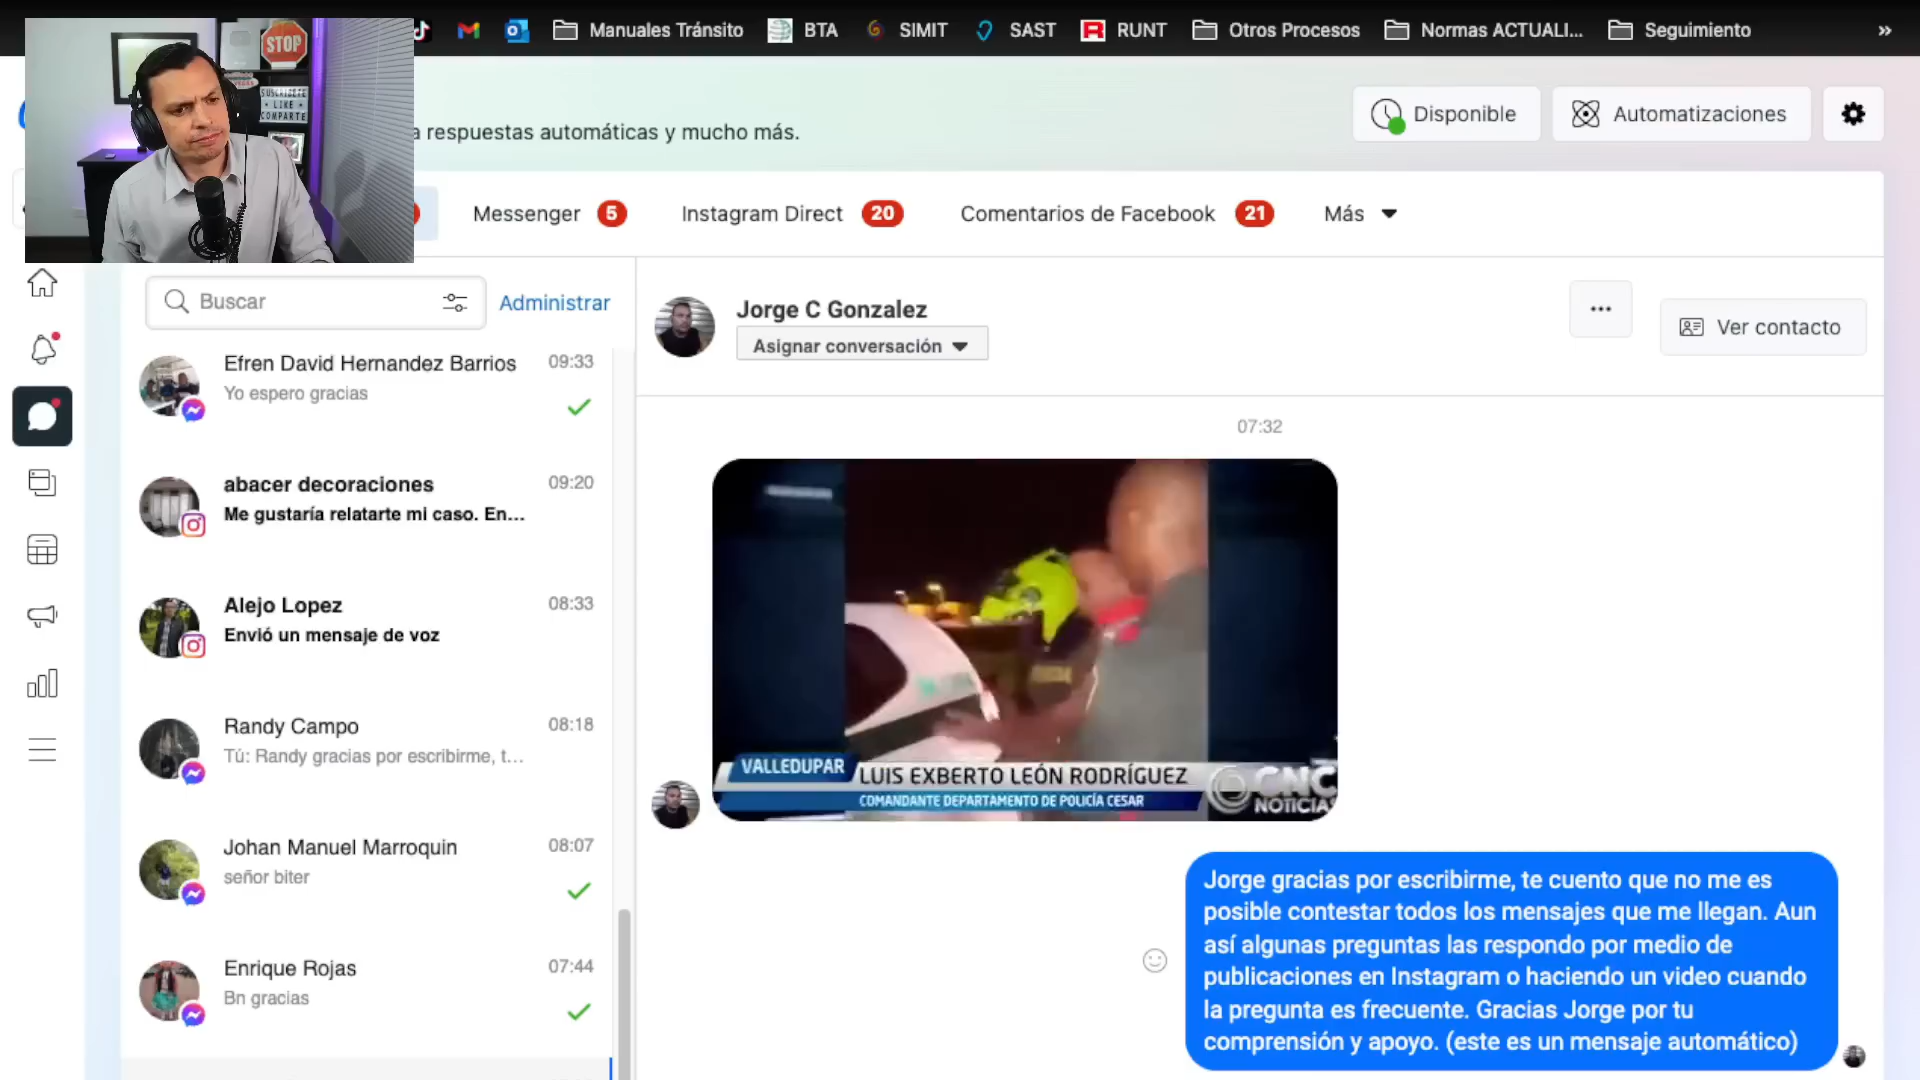 Manuales Tránsito
BTA
SIMIT
SAST
RUNT
Otros Procesos
Normas ACTUALI...
Seguimiento
»
STOP
SUSCRIBETE
LIKE
COMPARTE
respuestas automáticas y mucho más.
Disponible
Automatizaciones
Messenger 5
Instagram Direct 20
Comentarios de Facebook 21
Más
Buscar
Administrar
Efren David Hernandez Barrios 09:33
Yo espero gracias
abacer decoraciones 09:20
Me gustaría relatarte mi caso. En...
Alejo Lopez 08:33
Envió un mensaje de voz
Randy Campo 08:18
Tú: Randy gracias por escribirme, t...
Johan Manuel Marroquin 08:07
señor biter
Enrique Rojas 07:44
Bn gracias
Jorge C Gonzalez
Asignar conversación
...
Ver contacto
07:32
VALLEDUPAR
LUIS EXBERTO LEÓN RODRÍGUEZ
COMANDANTE DEPARTAMENTO DE POLICÍA CESAR
CNC
NOTICIAS
Jorge gracias por escribirme, te cuento que no me es
posible contestar todos los mensajes que me llegan. Aun
así algunas preguntas las respondo por medio de
publicaciones en Instagram o haciendo un video cuando
la pregunta es frecuente. Gracias Jorge por tu
comprensión y apoyo. (este es un mensaje automático)